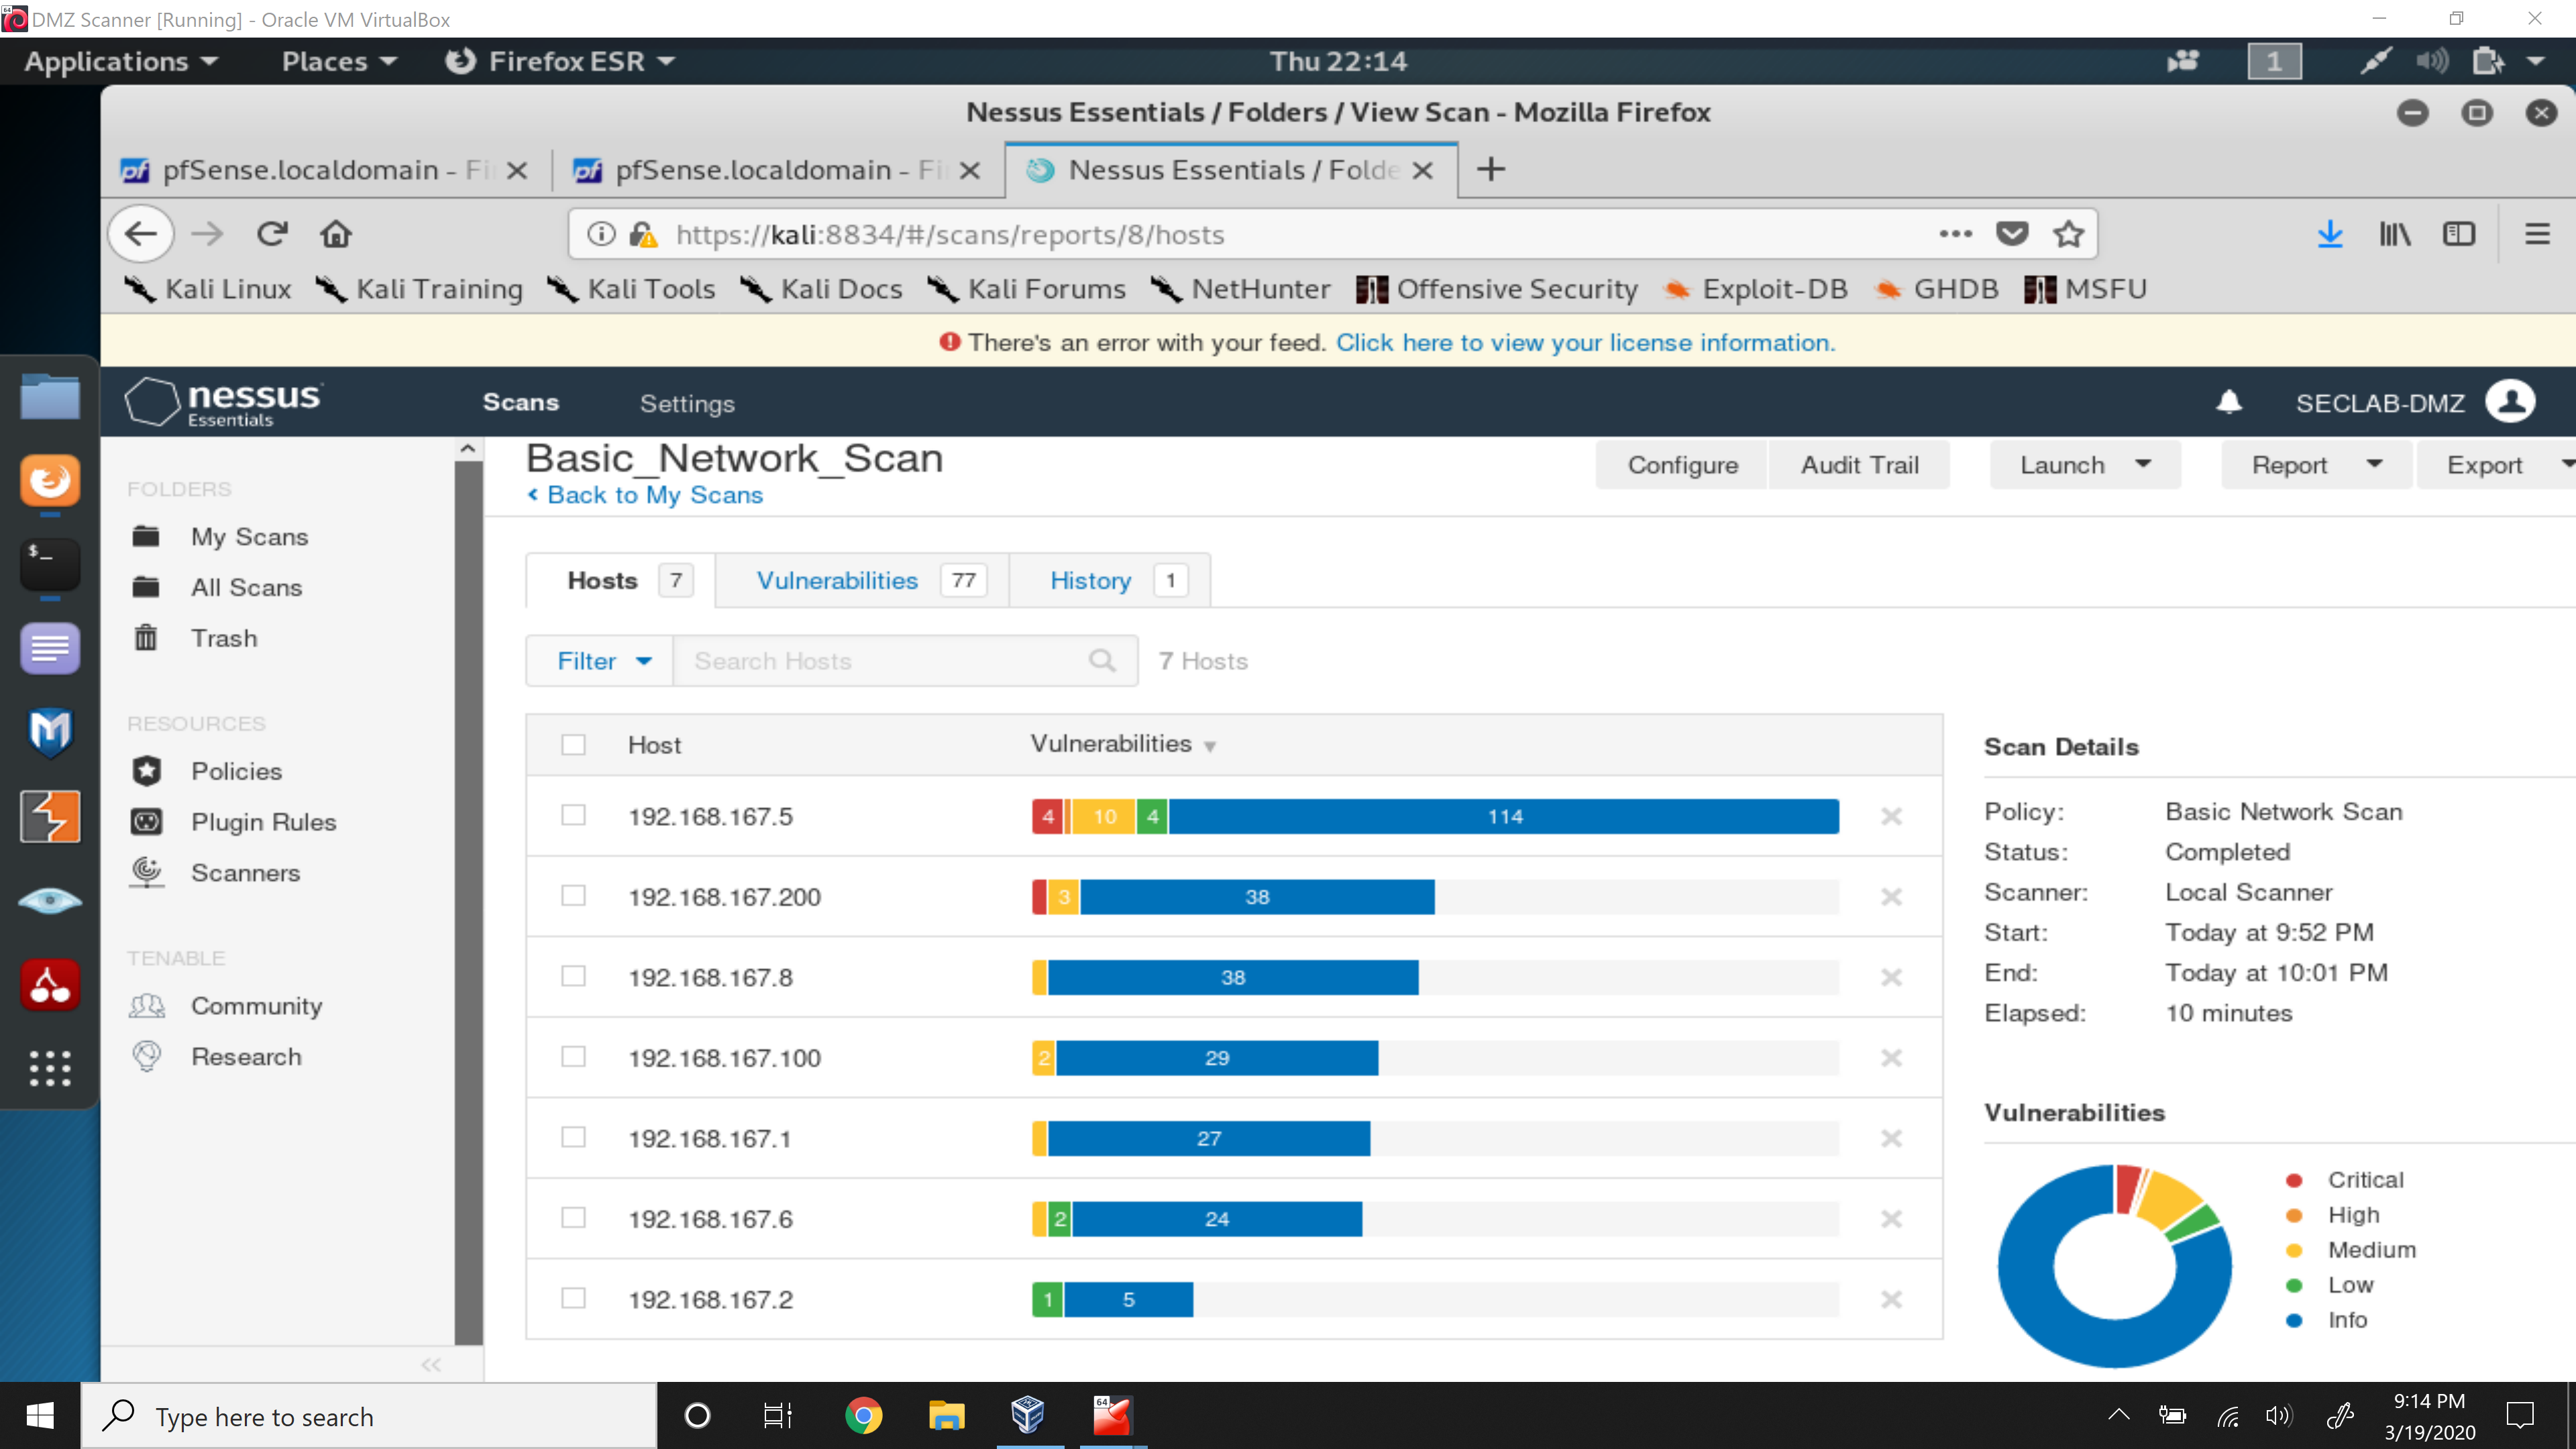 DMZ Scanner [Running] - Oracle VM VirtualBox
Applications Places Firefox ESR Thu 22:14 1
Nessus Essentials / Folders / View Scan - Mozilla Firefox
pfSense.localdomain - Fi pfSense.localdomain - Fi Nessus Essentials / Folde
https://kali:8834/#/scans/reports/8/hosts
Kali Linux Kali Training Kali Tools Kali Docs Kali Forums NetHunter Offensive Security Exploit-DB GHDB MSFU
There's an error with your feed. Click here to view your license information.
nessus Essentials Scans Settings SECLAB-DMZ
Basic_Network_Scan
Back to My Scans
Configure Audit Trail Launch Report Export
FOLDERS
My Scans
All Scans
Trash
RESOURCES
Policies
Plugin Rules
Scanners
TENABLE
Community
Research
Hosts 7 Vulnerabilities 77 History 1
Filter Search Hosts 7 Hosts
Host Vulnerabilities
192.168.167.5 4 10 4 114
192.168.167.200 3 38
192.168.167.8 38
192.168.167.100 2 29
192.168.167.1 27
192.168.167.6 2 24
192.168.167.2 1 5
Scan Details
Policy: Basic Network Scan
Status: Completed
Scanner: Local Scanner
Start: Today at 9:52 PM
End: Today at 10:01 PM
Elapsed: 10 minutes
Vulnerabilities
Critical
High
Medium
Low
Info
Type here to search
64
9:14 PM
3/19/2020